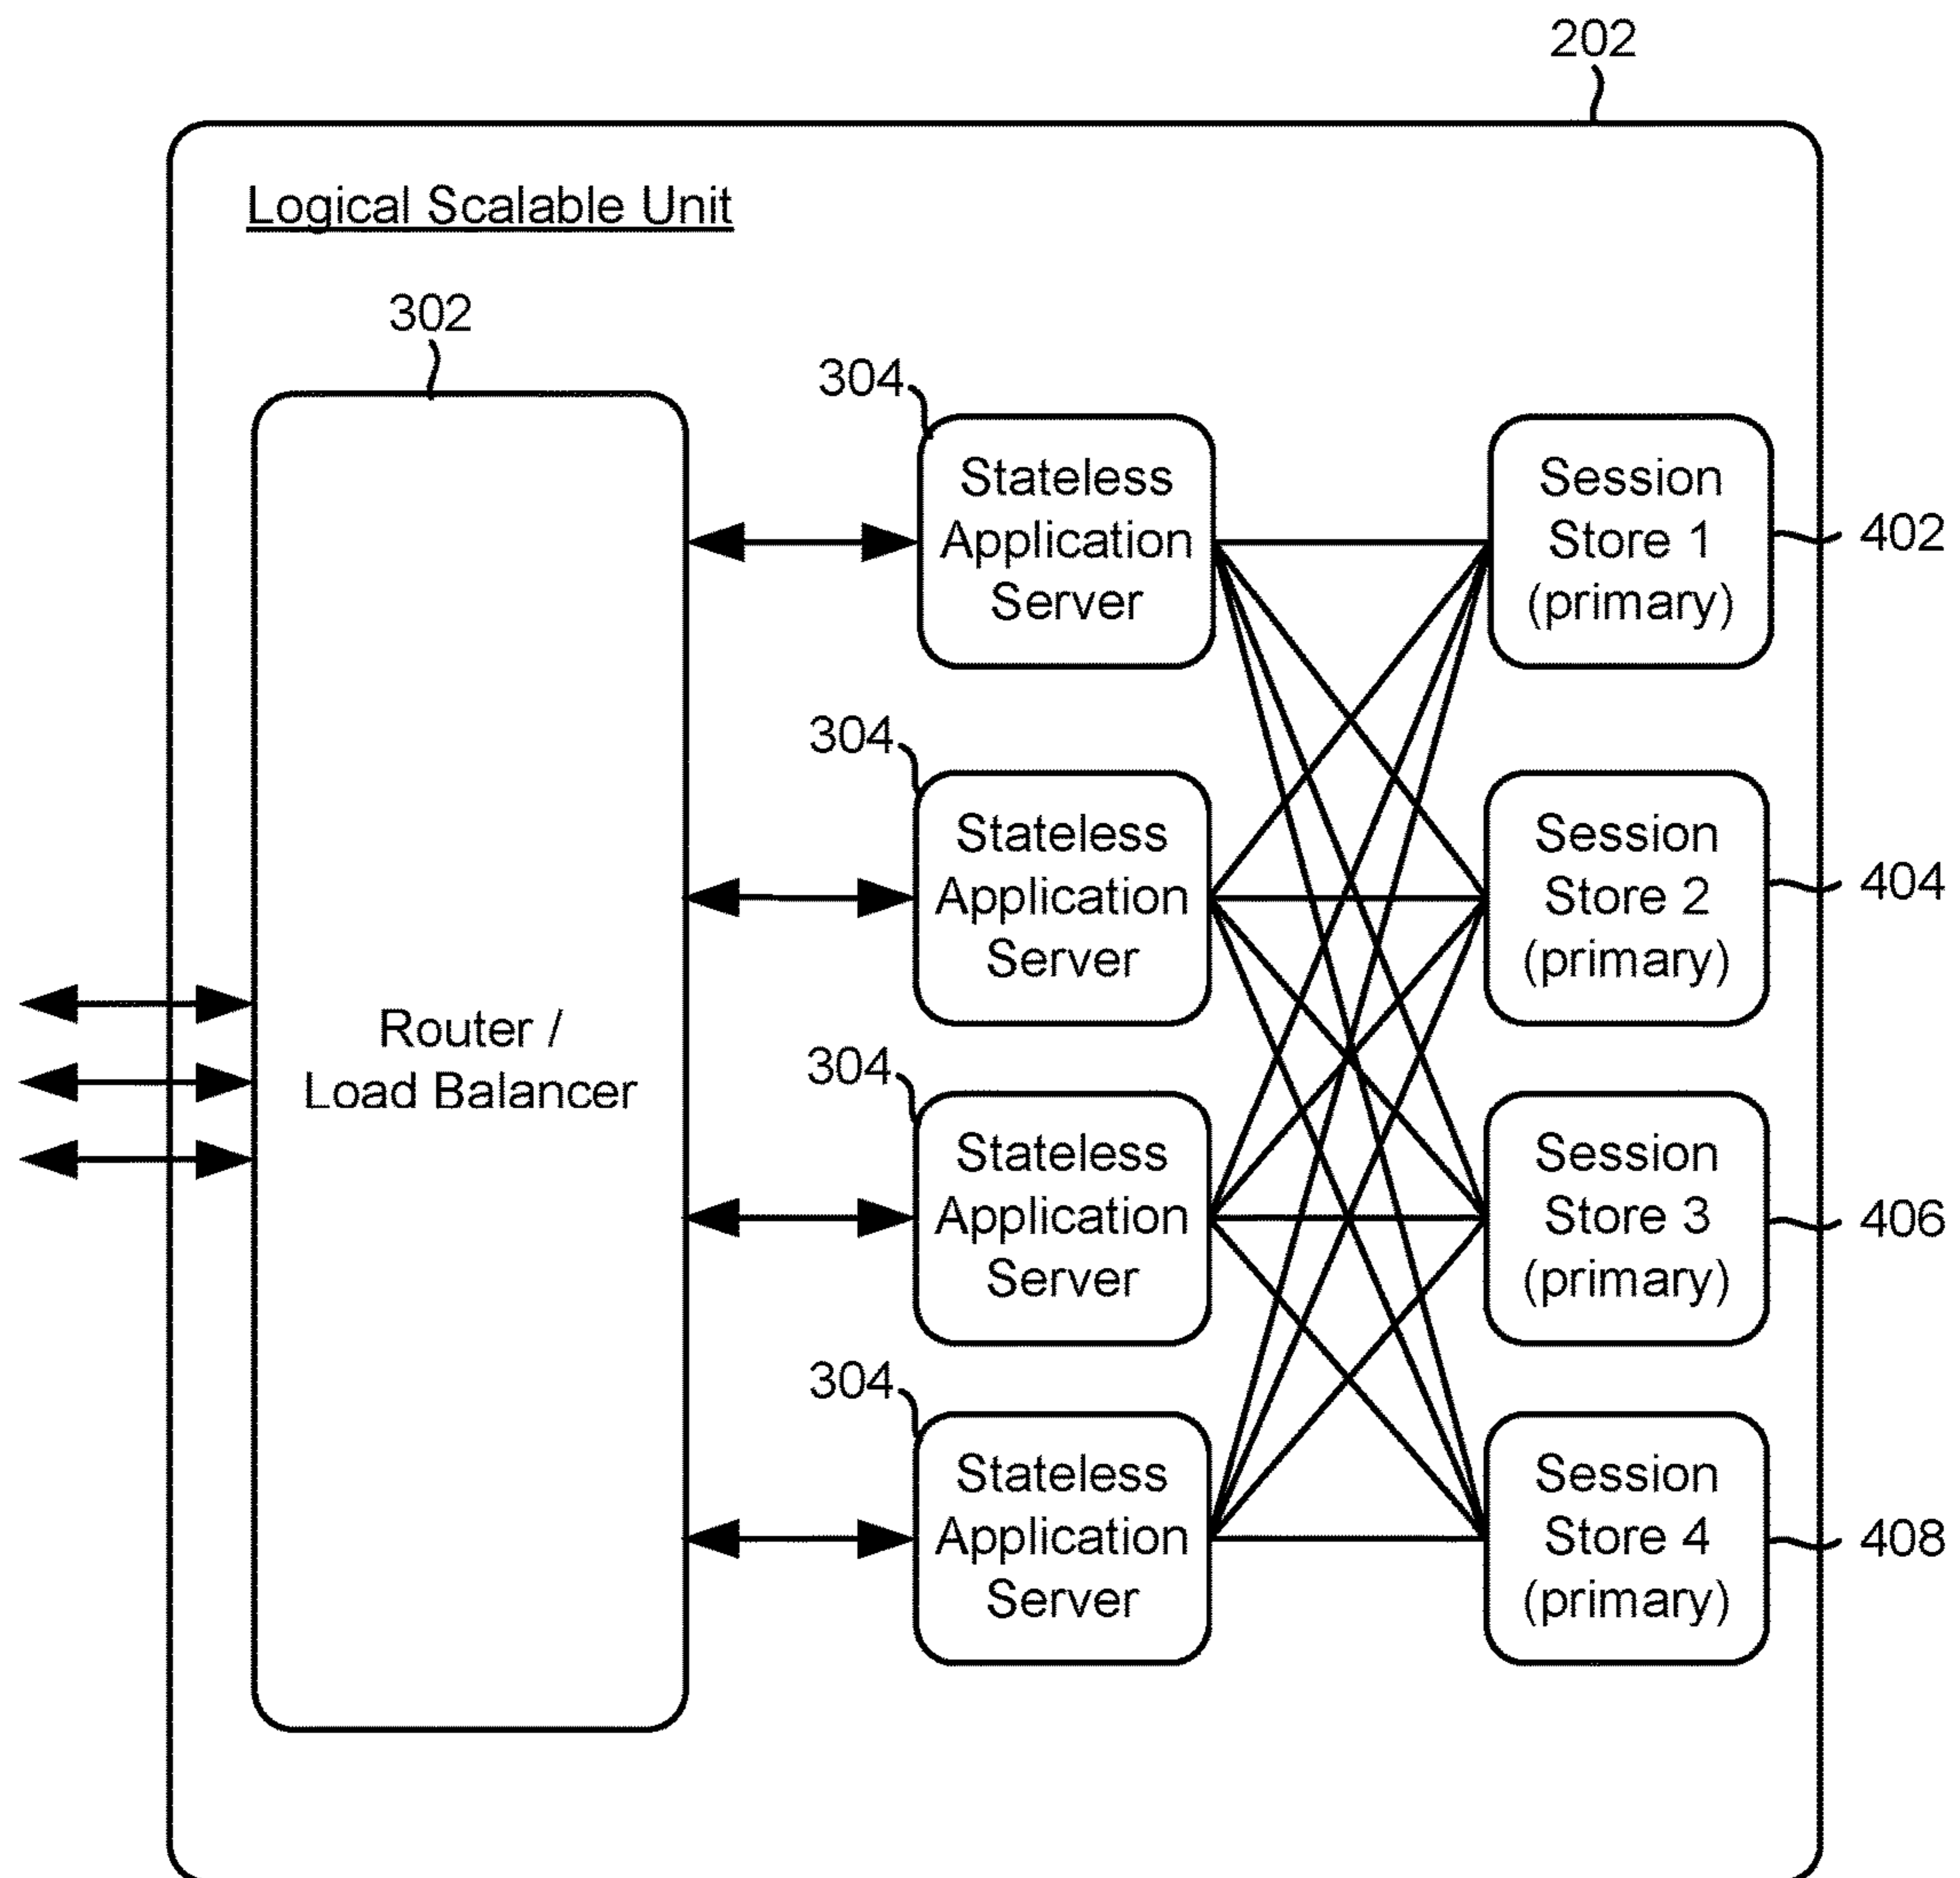 202
Logical Scalable Unit
302
Router /
Load Balancer
304
Stateless
Application
Server
Session
Store 1
(primary)
402
304
Stateless
Application
Server
Session
Store 2
(primary)
404
304
Stateless
Application
Server
Session
Store 3
(primary)
406
304
Stateless
Application
Server
Session
Store 4
(primary)
408